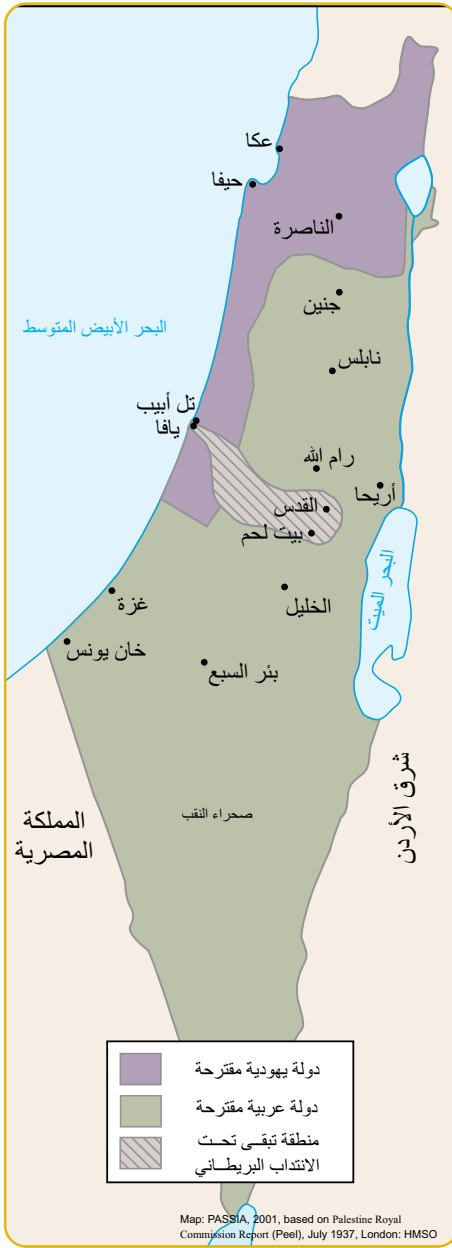 عكا
حيفا
الناصرة
جنين
البحر الأبيض المتوسط
نابلس
تل أبيب
يافا
رام الله
أريحا
القدس
بيت لحم
البحر الميت
الخليل
غزة
خان يونس
بئر السبع
شرق الأردن
صحراء النقب
المملكة
المصرية
دولة يهودية مقترحة
دولة عربية مقترحة
منطقة تبقى تحت
الانتداب البريطاني
Map: PASSIA, 2001, based on Palestine Royal
Commission Report (Peel), July 1937, London: HMSO